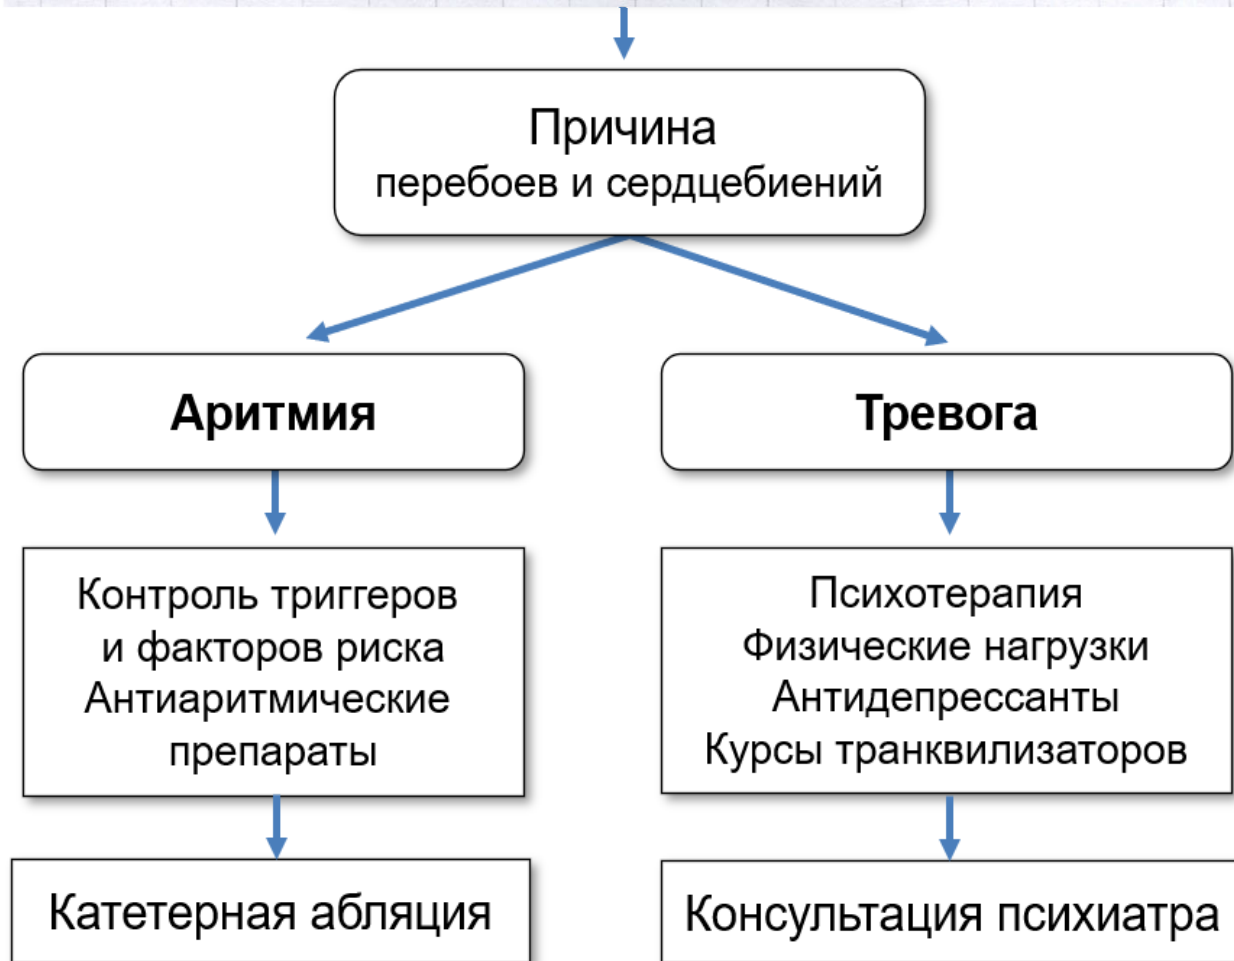 Причина
перебоев и сердцебиений
Аритмия
Тревога
Контроль триггеров
и факторов риска
Антиаритмические
препараты
Психотерапия
Физические нагрузки
Антидепрессанты
Курсы транквилизаторов
Катетерная абляция
Консультация психиатра